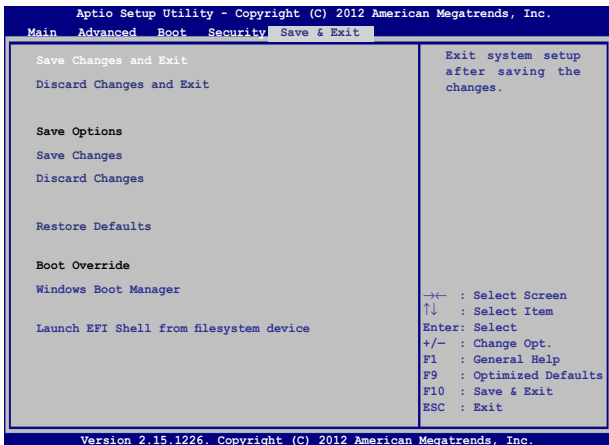 Aptio Setup Utility - Copyright (C) 2012 American Megatrends, Inc.
Main Advanced Boot Security Save & Exit
Save Changes and Exit
Discard Changes and Exit
Save Options
Save Changes
Discard Changes
Restore Defaults
Boot Override
Windows Boot Manager
Launch EFI Shell from filesystem device
Exit system setup
after saving the
changes.
→← : Select Screen
↑↓ : Select Item
Enter: Select
+/— : Change Opt.
F1 : General Help
F9 : Optimized Defaults
F10 : Save & Exit
ESC : Exit
Version 2.15.1226. Copyright (C) 2012 American Megatrends, Inc.